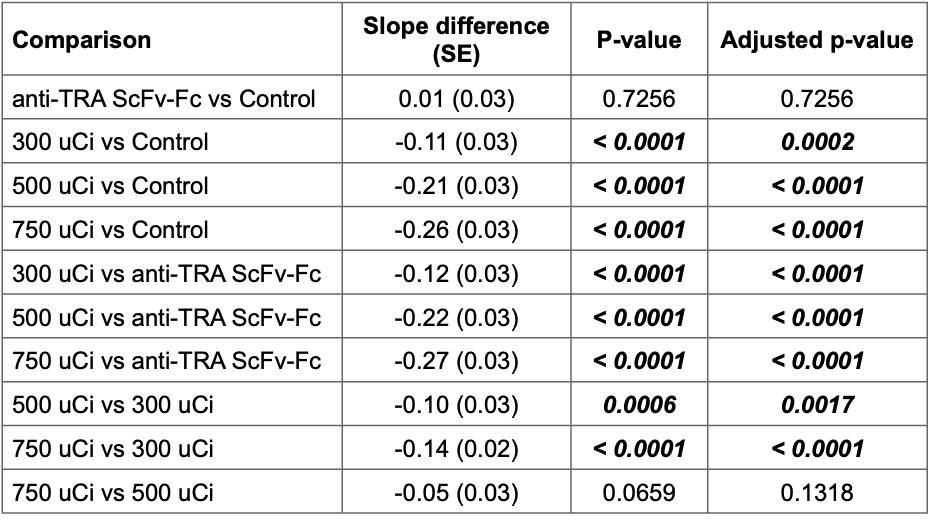 Comparison Slope difference (SE) P-value Adjusted p-value
anti-TRA ScFv-Fc vs Control 0.01 (0.03) 0.7256 0.7256
300 uCi vs Control -0.11 (0.03) < 0.0001 0.0002
500 uCi vs Control -0.21 (0.03) < 0.0001 < 0.0001
750 uCi vs Control -0.26 (0.03) < 0.0001 < 0.0001
300 uCi vs anti-TRA ScFv-Fc -0.12 (0.03) < 0.0001 < 0.0001
500 uCi vs anti-TRA ScFv-Fc -0.22 (0.03) < 0.0001 < 0.0001
750 uCi vs anti-TRA ScFv-Fc -0.27 (0.03) < 0.0001 < 0.0001
500 uCi vs 300 uCi -0.10 (0.03) 0.0006 0.0017
750 uCi vs 300 uCi -0.14 (0.02) < 0.0001 < 0.0001
750 uCi vs 500 uCi -0.05 (0.03) 0.0659 0.1318